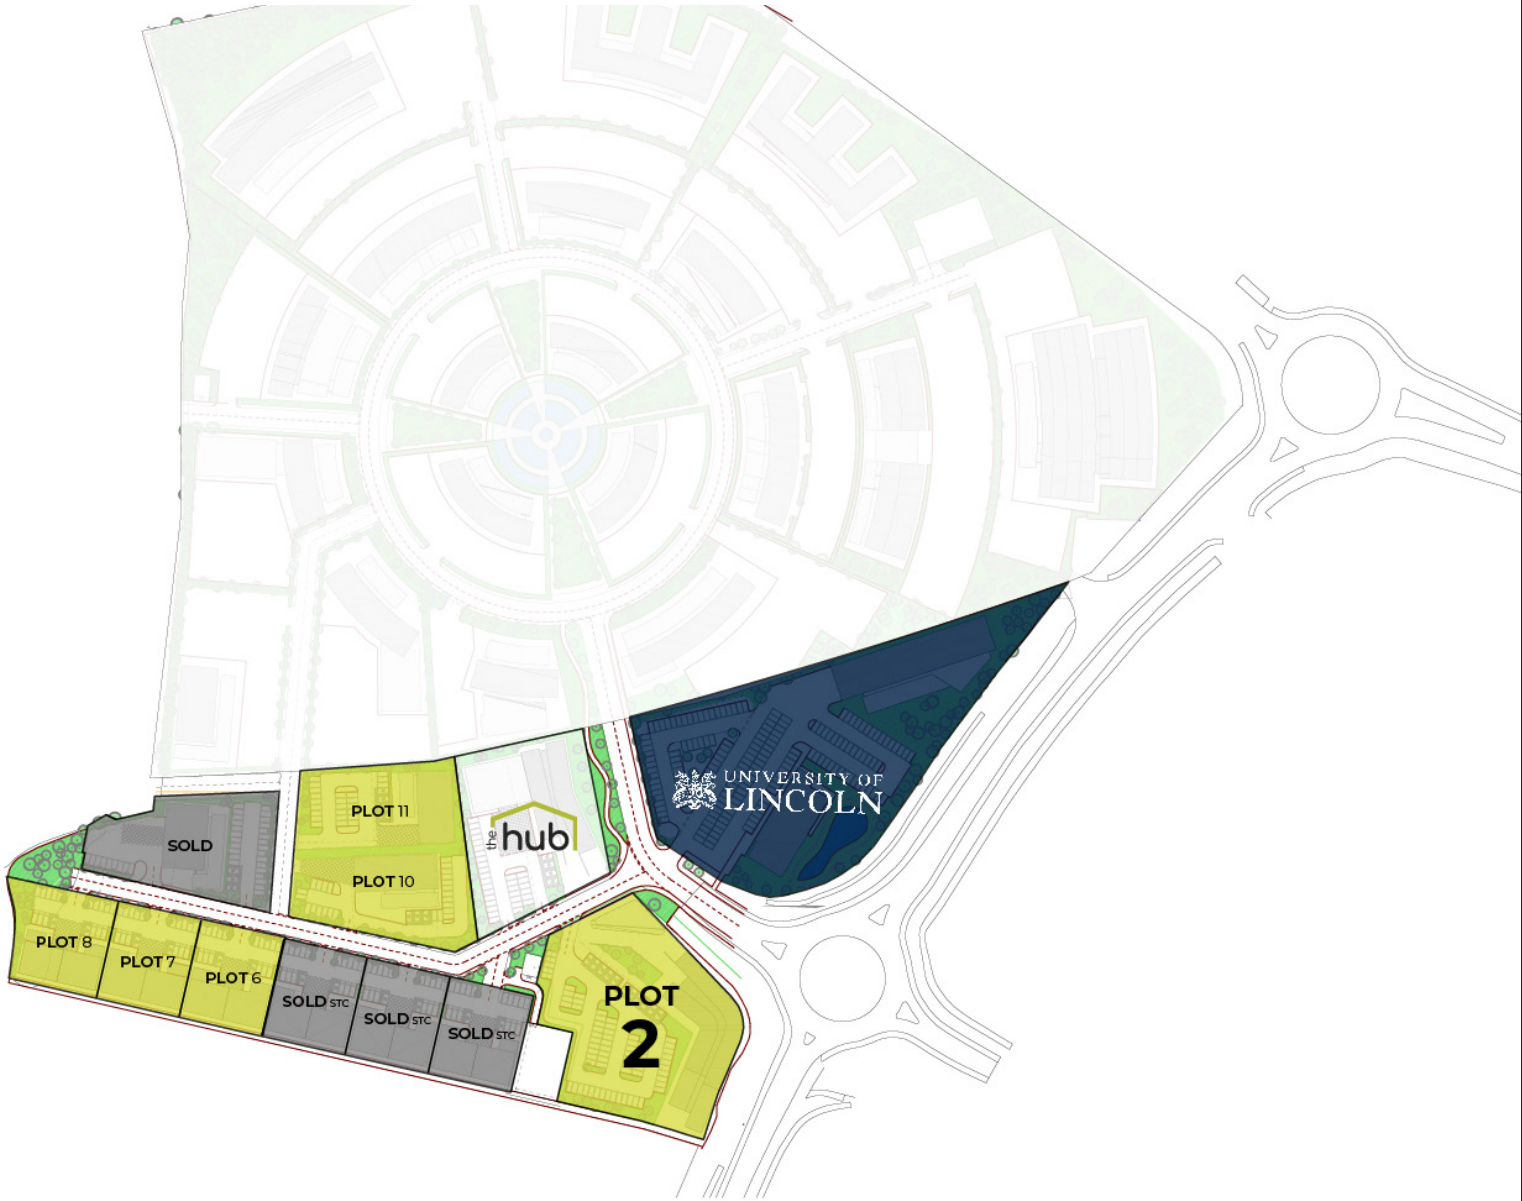 UNIVERSITY OF
LINCOLN
PLOT 11
the hub
SOLD
PLOT 10
PLOT 8
PLOT 7
PLOT 6
SOLD STC
SOLD STC
SOLD STC
PLOT
2